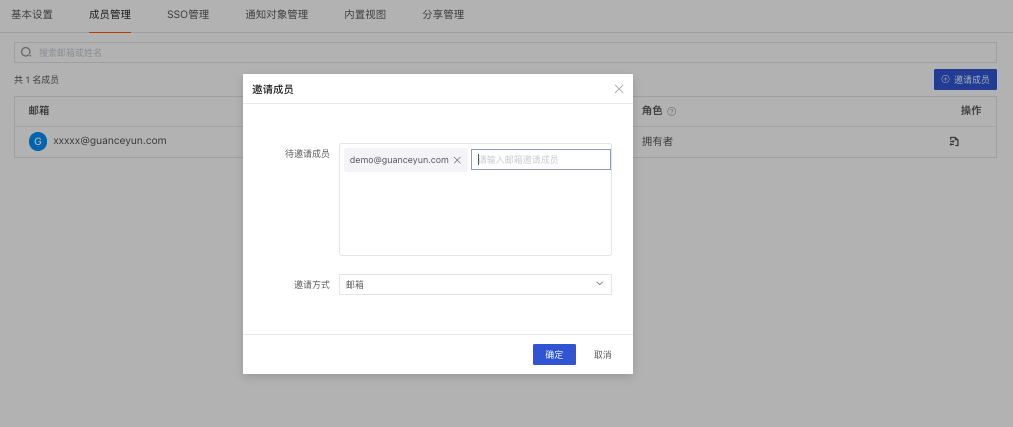 基本设置 成员管理 SSO管理 通知对象管理 内置视图 分享管理
搜索邮箱或姓名
共 1 名成员
邀请成员
邮箱 角色 操作
G xxxxx@guanceyun.com 拥有者
邀请成员
待邀请成员 demo@guanceyun.com 请输入邮箱邀请成员
邀请方式 邮箱
确定 取消